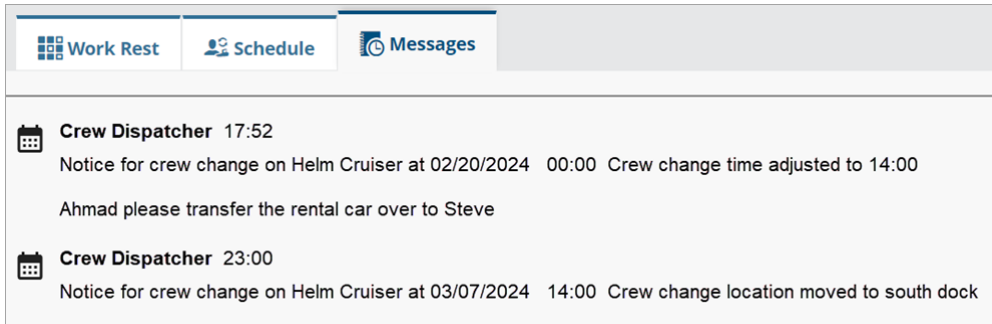 Work Rest Schedule Messages
Crew Dispatcher 17:52
Notice for crew change on Helm Cruiser at 02/20/2024 00:00 Crew change time adjusted to 14:00
Ahmad please transfer the rental car over to Steve
Crew Dispatcher 23:00
Notice for crew change on Helm Cruiser at 03/07/2024 14:00 Crew change location moved to south dock